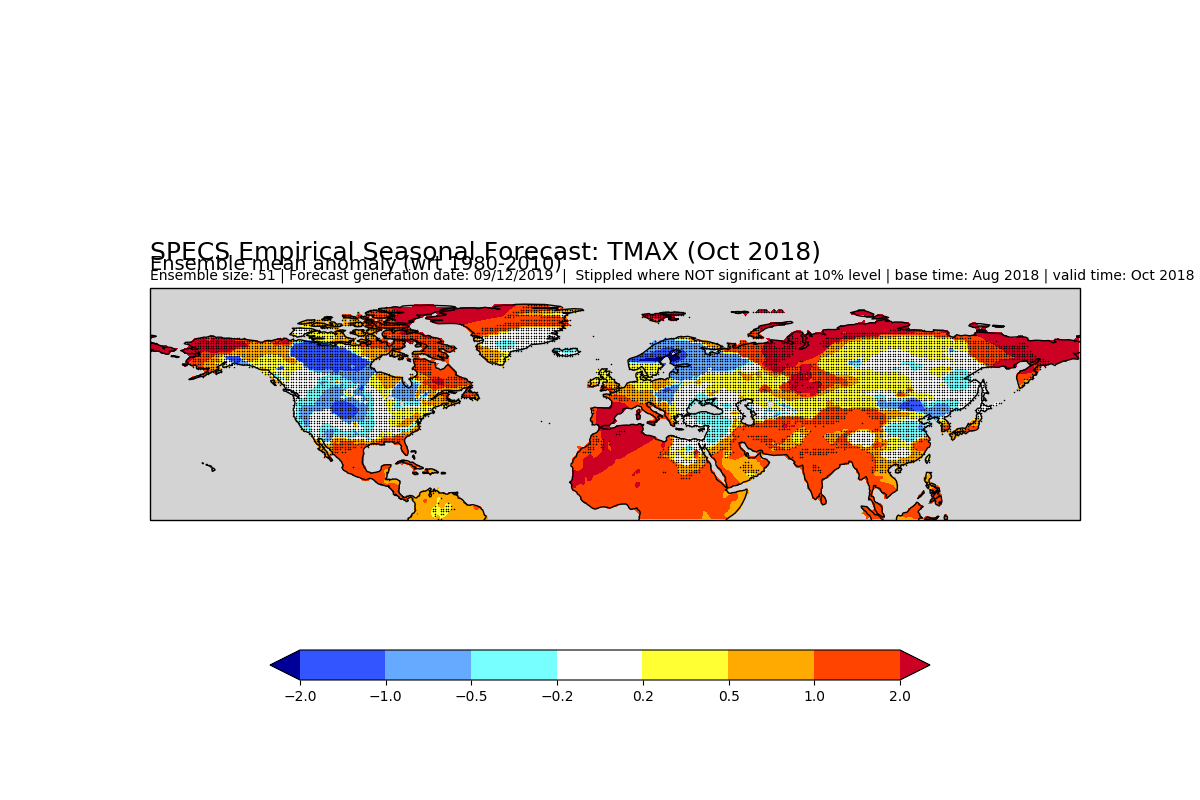 SPECS Empirical Seasonal Forecast: TMAX (Oct 2018)
Ensemble mean anomaly (wrt 1980-2010)
Ensemble size: 51 | Forecast generation date: 09/12/2019 | Stippled where NOT significant at 10% level | base time: Aug 2018 | valid time: Oct 2018
−2.0 −1.0 −0.5 −0.2 0.2 0.5 1.0 2.0